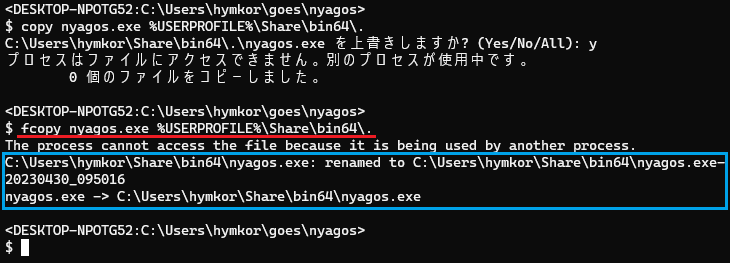 <DESKTOP-NPOTG52:C:\Users\hymkor\goes\nyagos>
$ copy nyagos.exe %USERPROFILE%\Share\bin64\.
C:\Users\hymkor\Share\bin64\.\nyagos.exe を上書きしますか? (Yes/No/All): y
プロセスはファイルにアクセスできません。別のプロセスが使用中です。
        0 個のファイルをコピーしました。

<DESKTOP-NPOTG52:C:\Users\hymkor\goes\nyagos>
$ fcopy nyagos.exe %USERPROFILE%\Share\bin64\.
The process cannot access the file because it is being used by another process.
C:\Users\hymkor\Share\bin64\nyagos.exe: renamed to C:\Users\hymkor\Share\bin64\nyagos.exe-
20230430_095016
nyagos.exe -> C:\Users\hymkor\Share\bin64\nyagos.exe

<DESKTOP-NPOTG52:C:\Users\hymkor\goes\nyagos>
$